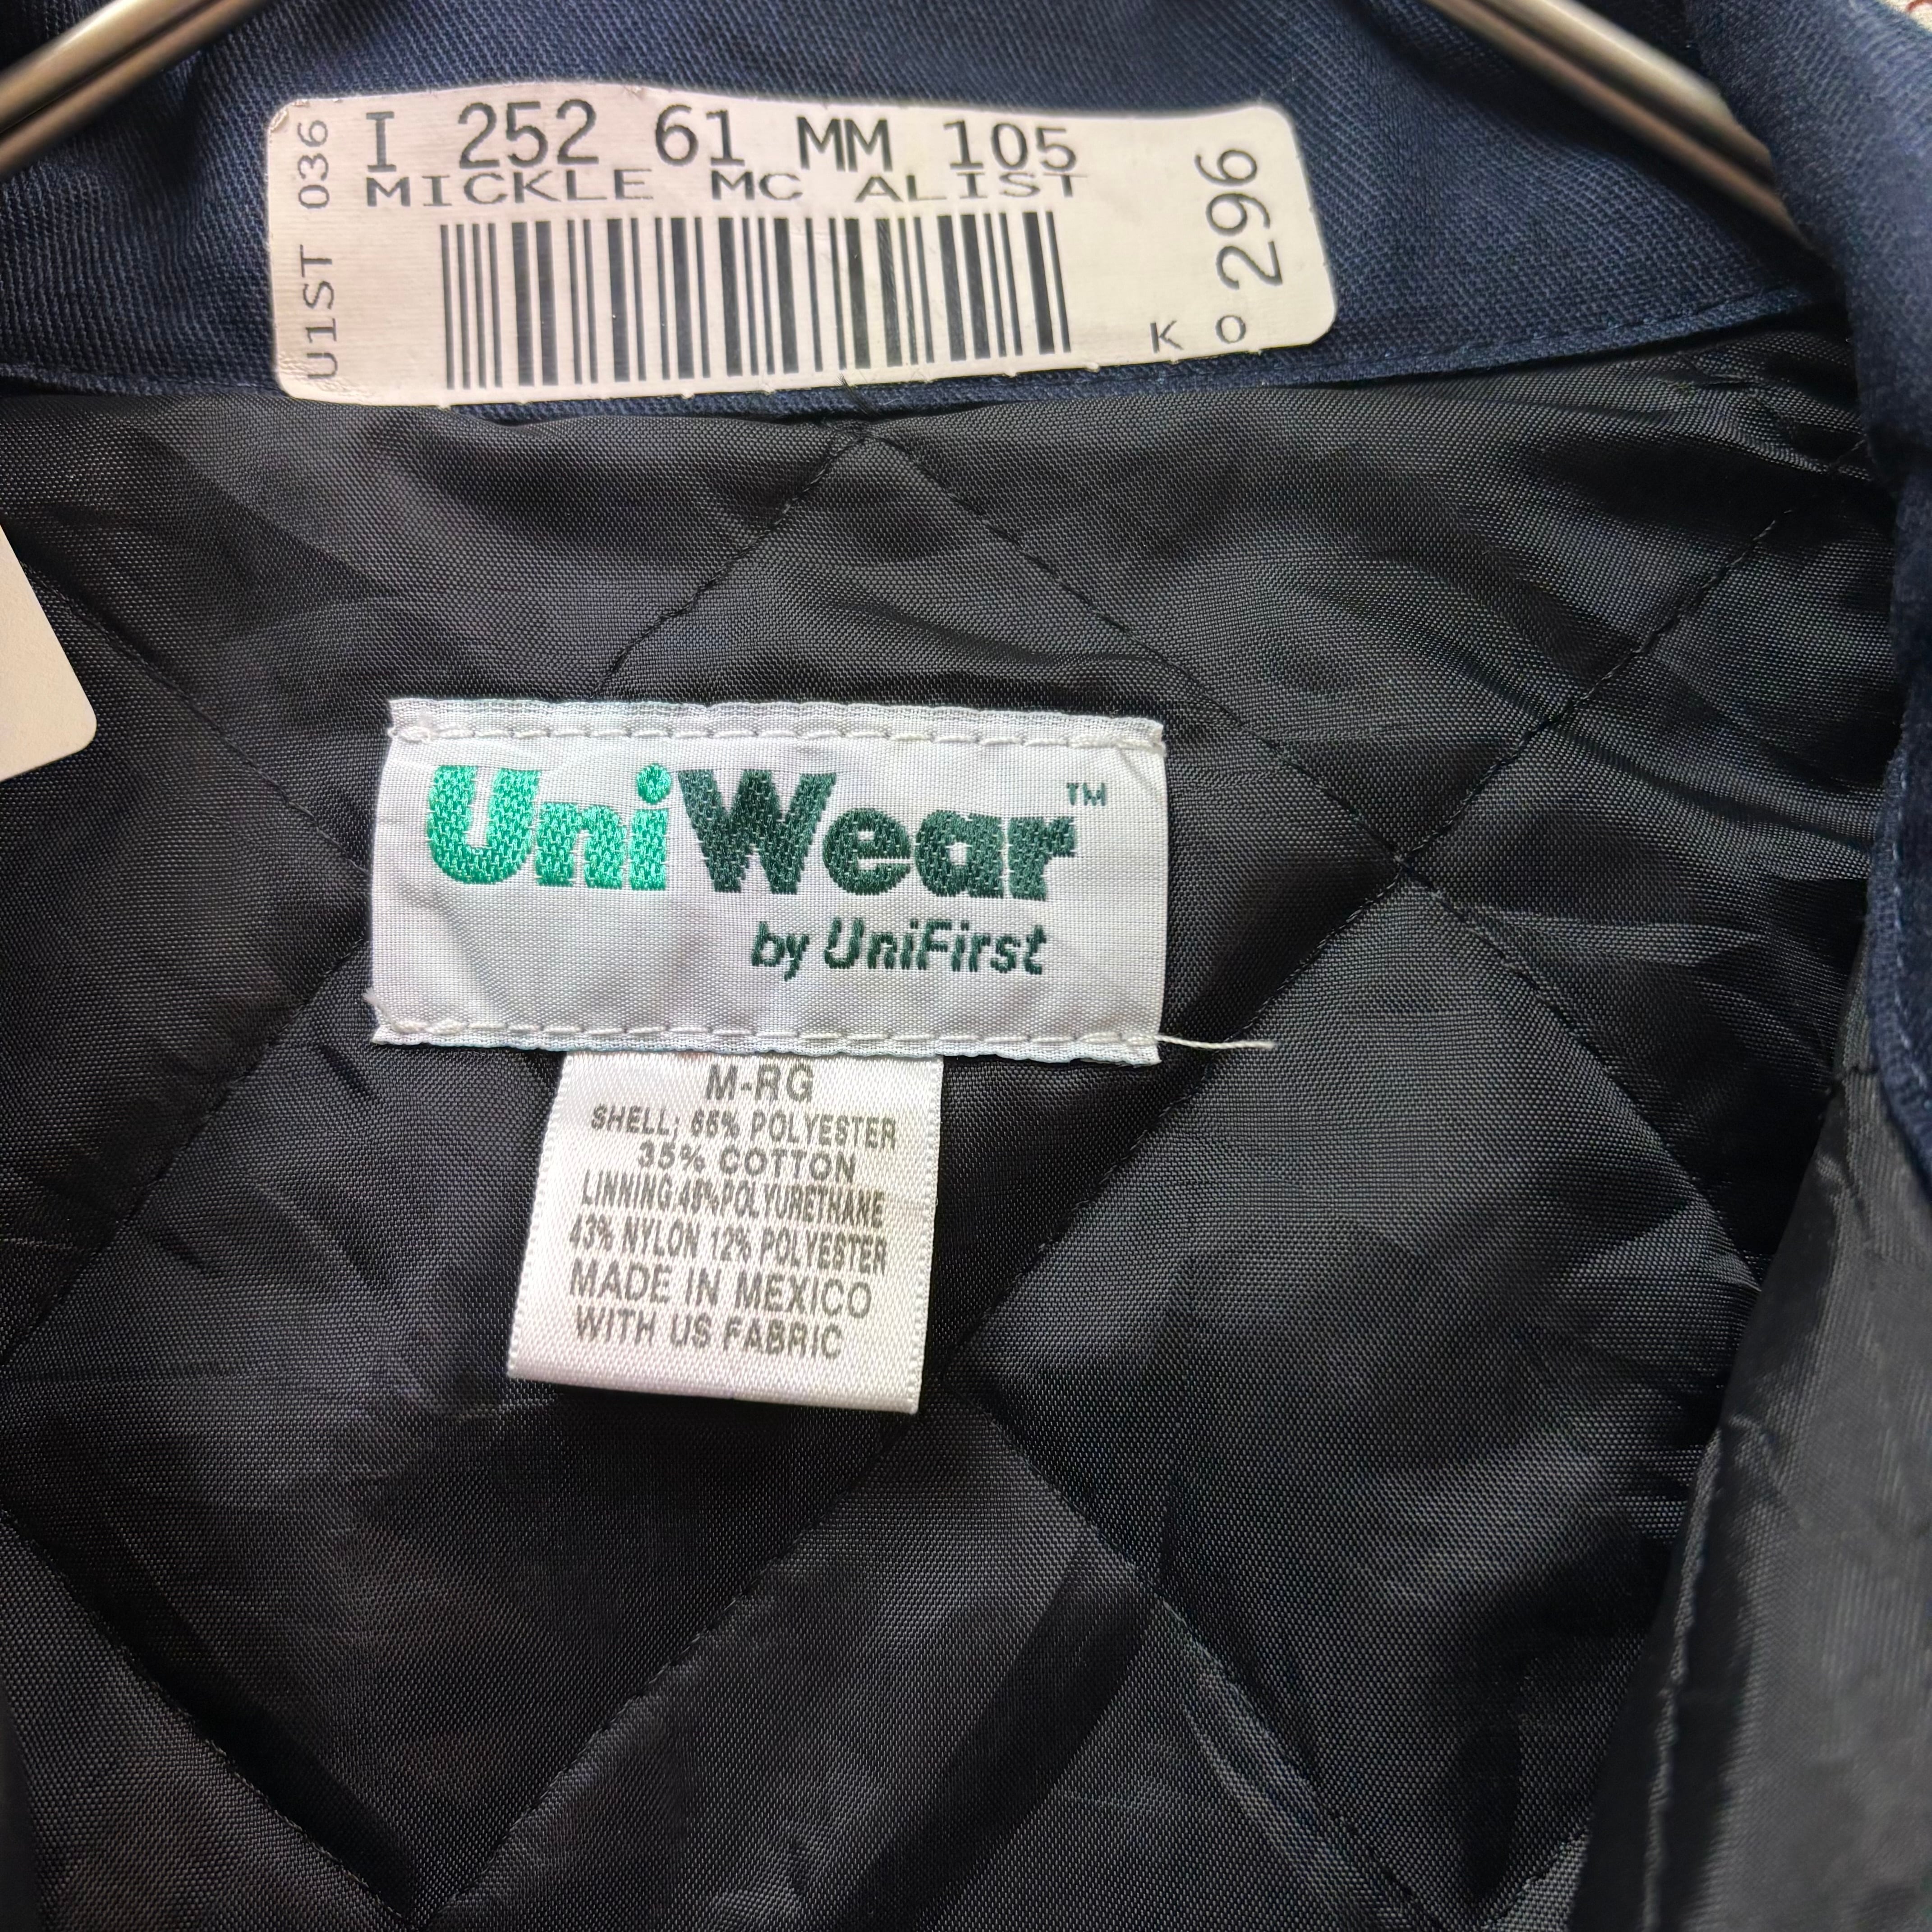 I 252 61 MM 105
MICKLE MC ALIST
U1ST 036
296
K O
UniWear™
by UniFirst
M-RG
SHELL; 65% POLYESTER
35% COTTON
LINNING:45%POLYURETHANE
43% NYLON 12% POLYESTER
MADE IN MEXICO
WITH US FABRIC